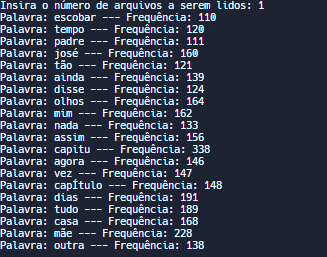 Insira o número de arquivos a serem lidos: 1
Palavra: escobar --- Frequência: 110
Palavra: tempo --- Frequência: 120
Palavra: padre --- Frequência: 111
Palavra: josé --- Frequência: 160
Palavra: tão --- Frequência: 121
Palavra: ainda --- Frequência: 139
Palavra: disse --- Frequência: 124
Palavra: olhos --- Frequência: 164
Palavra: mim --- Frequência: 162
Palavra: nada --- Frequência: 133
Palavra: assim --- Frequência: 156
Palavra: capitu --- Frequência: 338
Palavra: agora --- Frequência: 146
Palavra: vez --- Frequência: 147
Palavra: capÍtulo --- Frequência: 148
Palavra: dias --- Frequência: 191
Palavra: tudo --- Frequência: 189
Palavra: casa --- Frequência: 168
Palavra: mãe --- Frequência: 228
Palavra: outra --- Frequência: 138